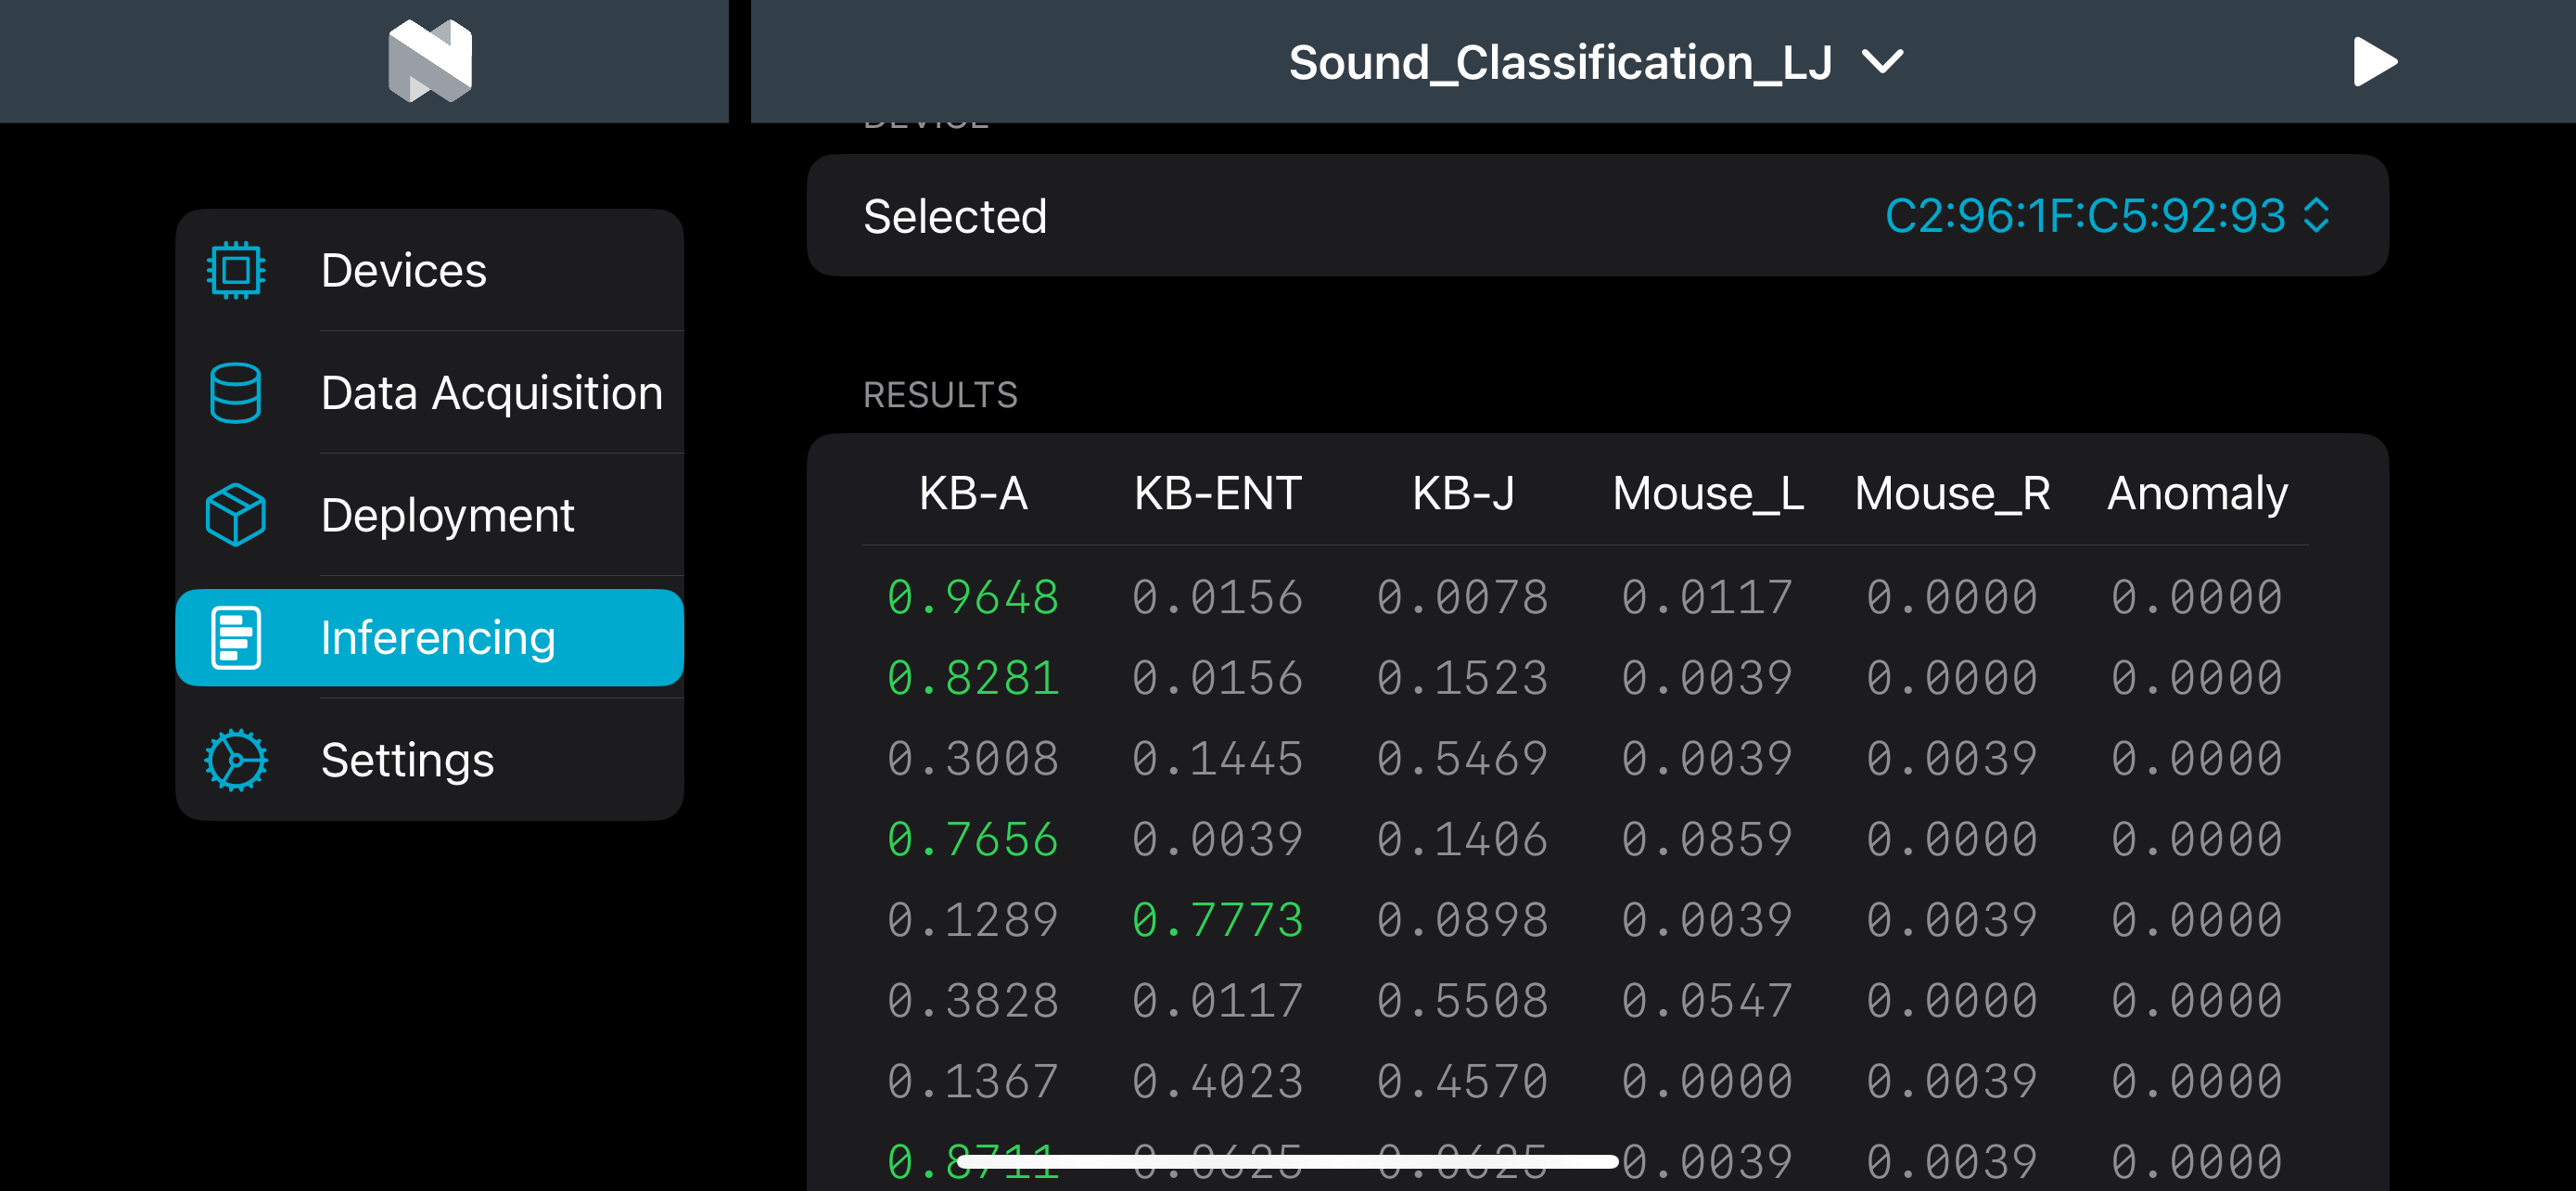 Sound_Classification_LJ
DEVICE
Selected C2:96:1F:C5:92:93
Devices
Data Acquisition
Deployment
Inferencing
Settings
RESULTS
KB-A KB-ENT KB-J Mouse_L Mouse_R Anomaly
0.9648 0.0156 0.0078 0.0117 0.0000 0.0000
0.8281 0.0156 0.1523 0.0039 0.0000 0.0000
0.3008 0.1445 0.5469 0.0039 0.0039 0.0000
0.7656 0.0039 0.1406 0.0859 0.0000 0.0000
0.1289 0.7773 0.0898 0.0039 0.0039 0.0000
0.3828 0.0117 0.5508 0.0547 0.0000 0.0000
0.1367 0.4023 0.4570 0.0000 0.0039 0.0000
0.8711 0.0625 0.0625 0.0039 0.0039 0.0000